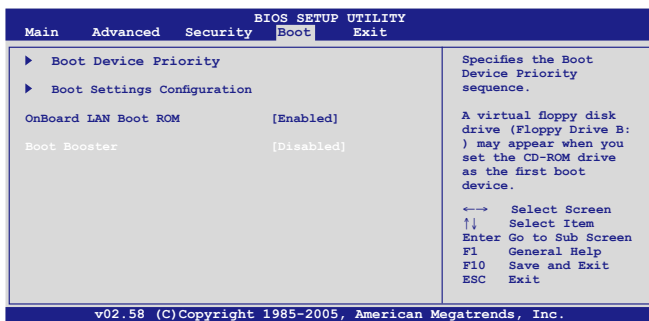 BIOS SETUP UTILITY
Main Advanced Security Boot Exit
Boot Device Priority
Boot Settings Configuration
OnBoard LAN Boot ROM [Enabled]
Boot Booster [Disabled]
Specifies the Boot
Device Priority
sequence.
A virtual floppy disk
drive (Floppy Drive B:
) may appear when you
set the CD-ROM drive
as the first boot
device.
←→ Select Screen
↑↓ Select Item
Enter Go to Sub Screen
F1 General Help
F10 Save and Exit
ESC Exit
v02.58 (C)Copyright 1985-2005, American Megatrends, Inc.